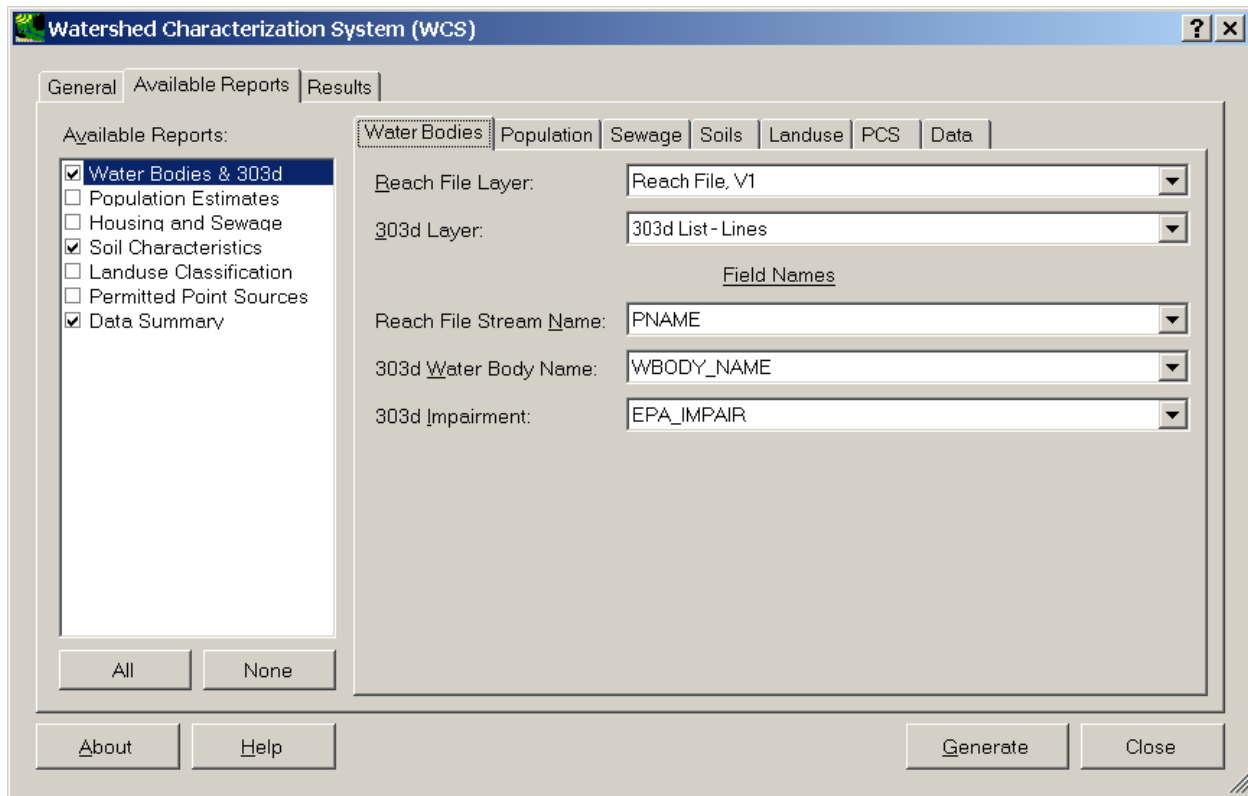 Watershed Characterization System (WCS)
General Available Reports Results
Available Reports:
Water Bodies & 303d
Population Estimates
Housing and Sewage
Soil Characteristics
Landuse Classification
Permitted Point Sources
Data Summary
All None
Water Bodies Population Sewage Soils Landuse PCS Data
Reach File Layer: Reach File, V1
303d Layer: 303d List - Lines
Field Names
Reach File Stream Name: PNAME
303d Water Body Name: WBODY_NAME
303d Impairment: EPA_IMPAIR
About Help Generate Close